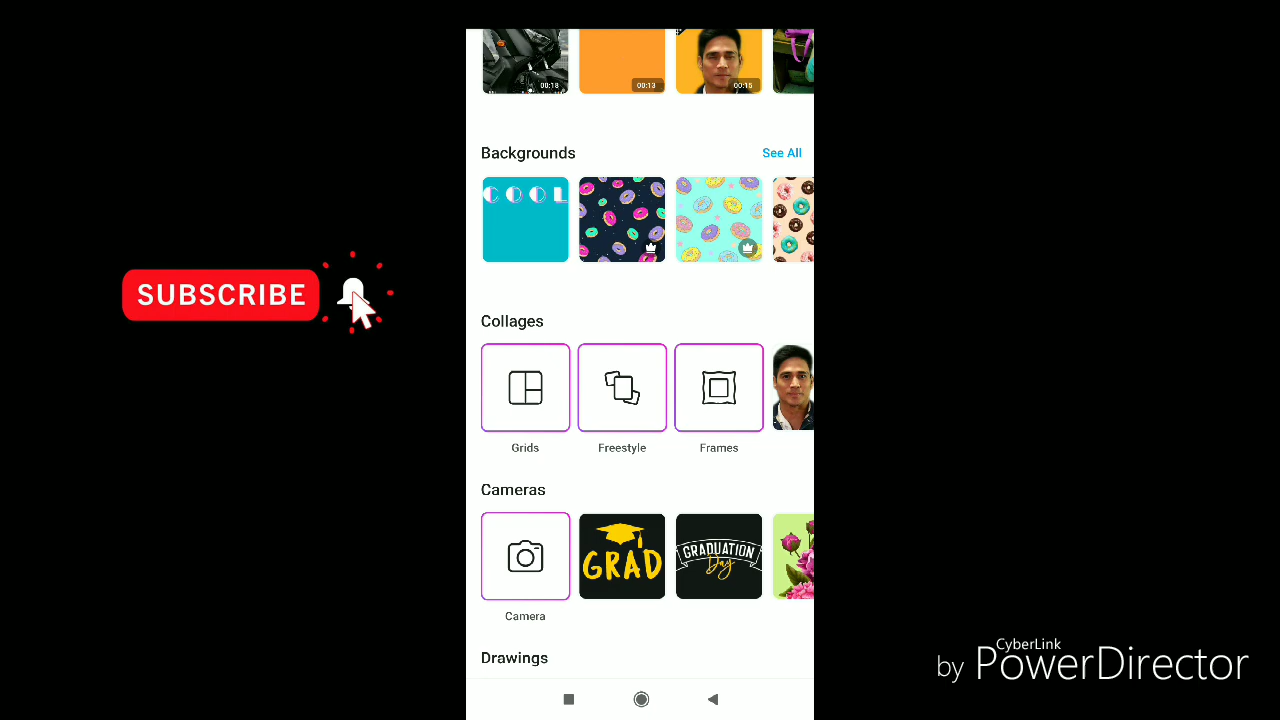 00:18
00:13
00:15
Backgrounds
See All
COOL
Collages
Grids
Freestyle
Frames
Cameras
GRAD
GRADUATION
Day
Camera
Drawings
SUBSCRIBE
CyberLink
by PowerDirector